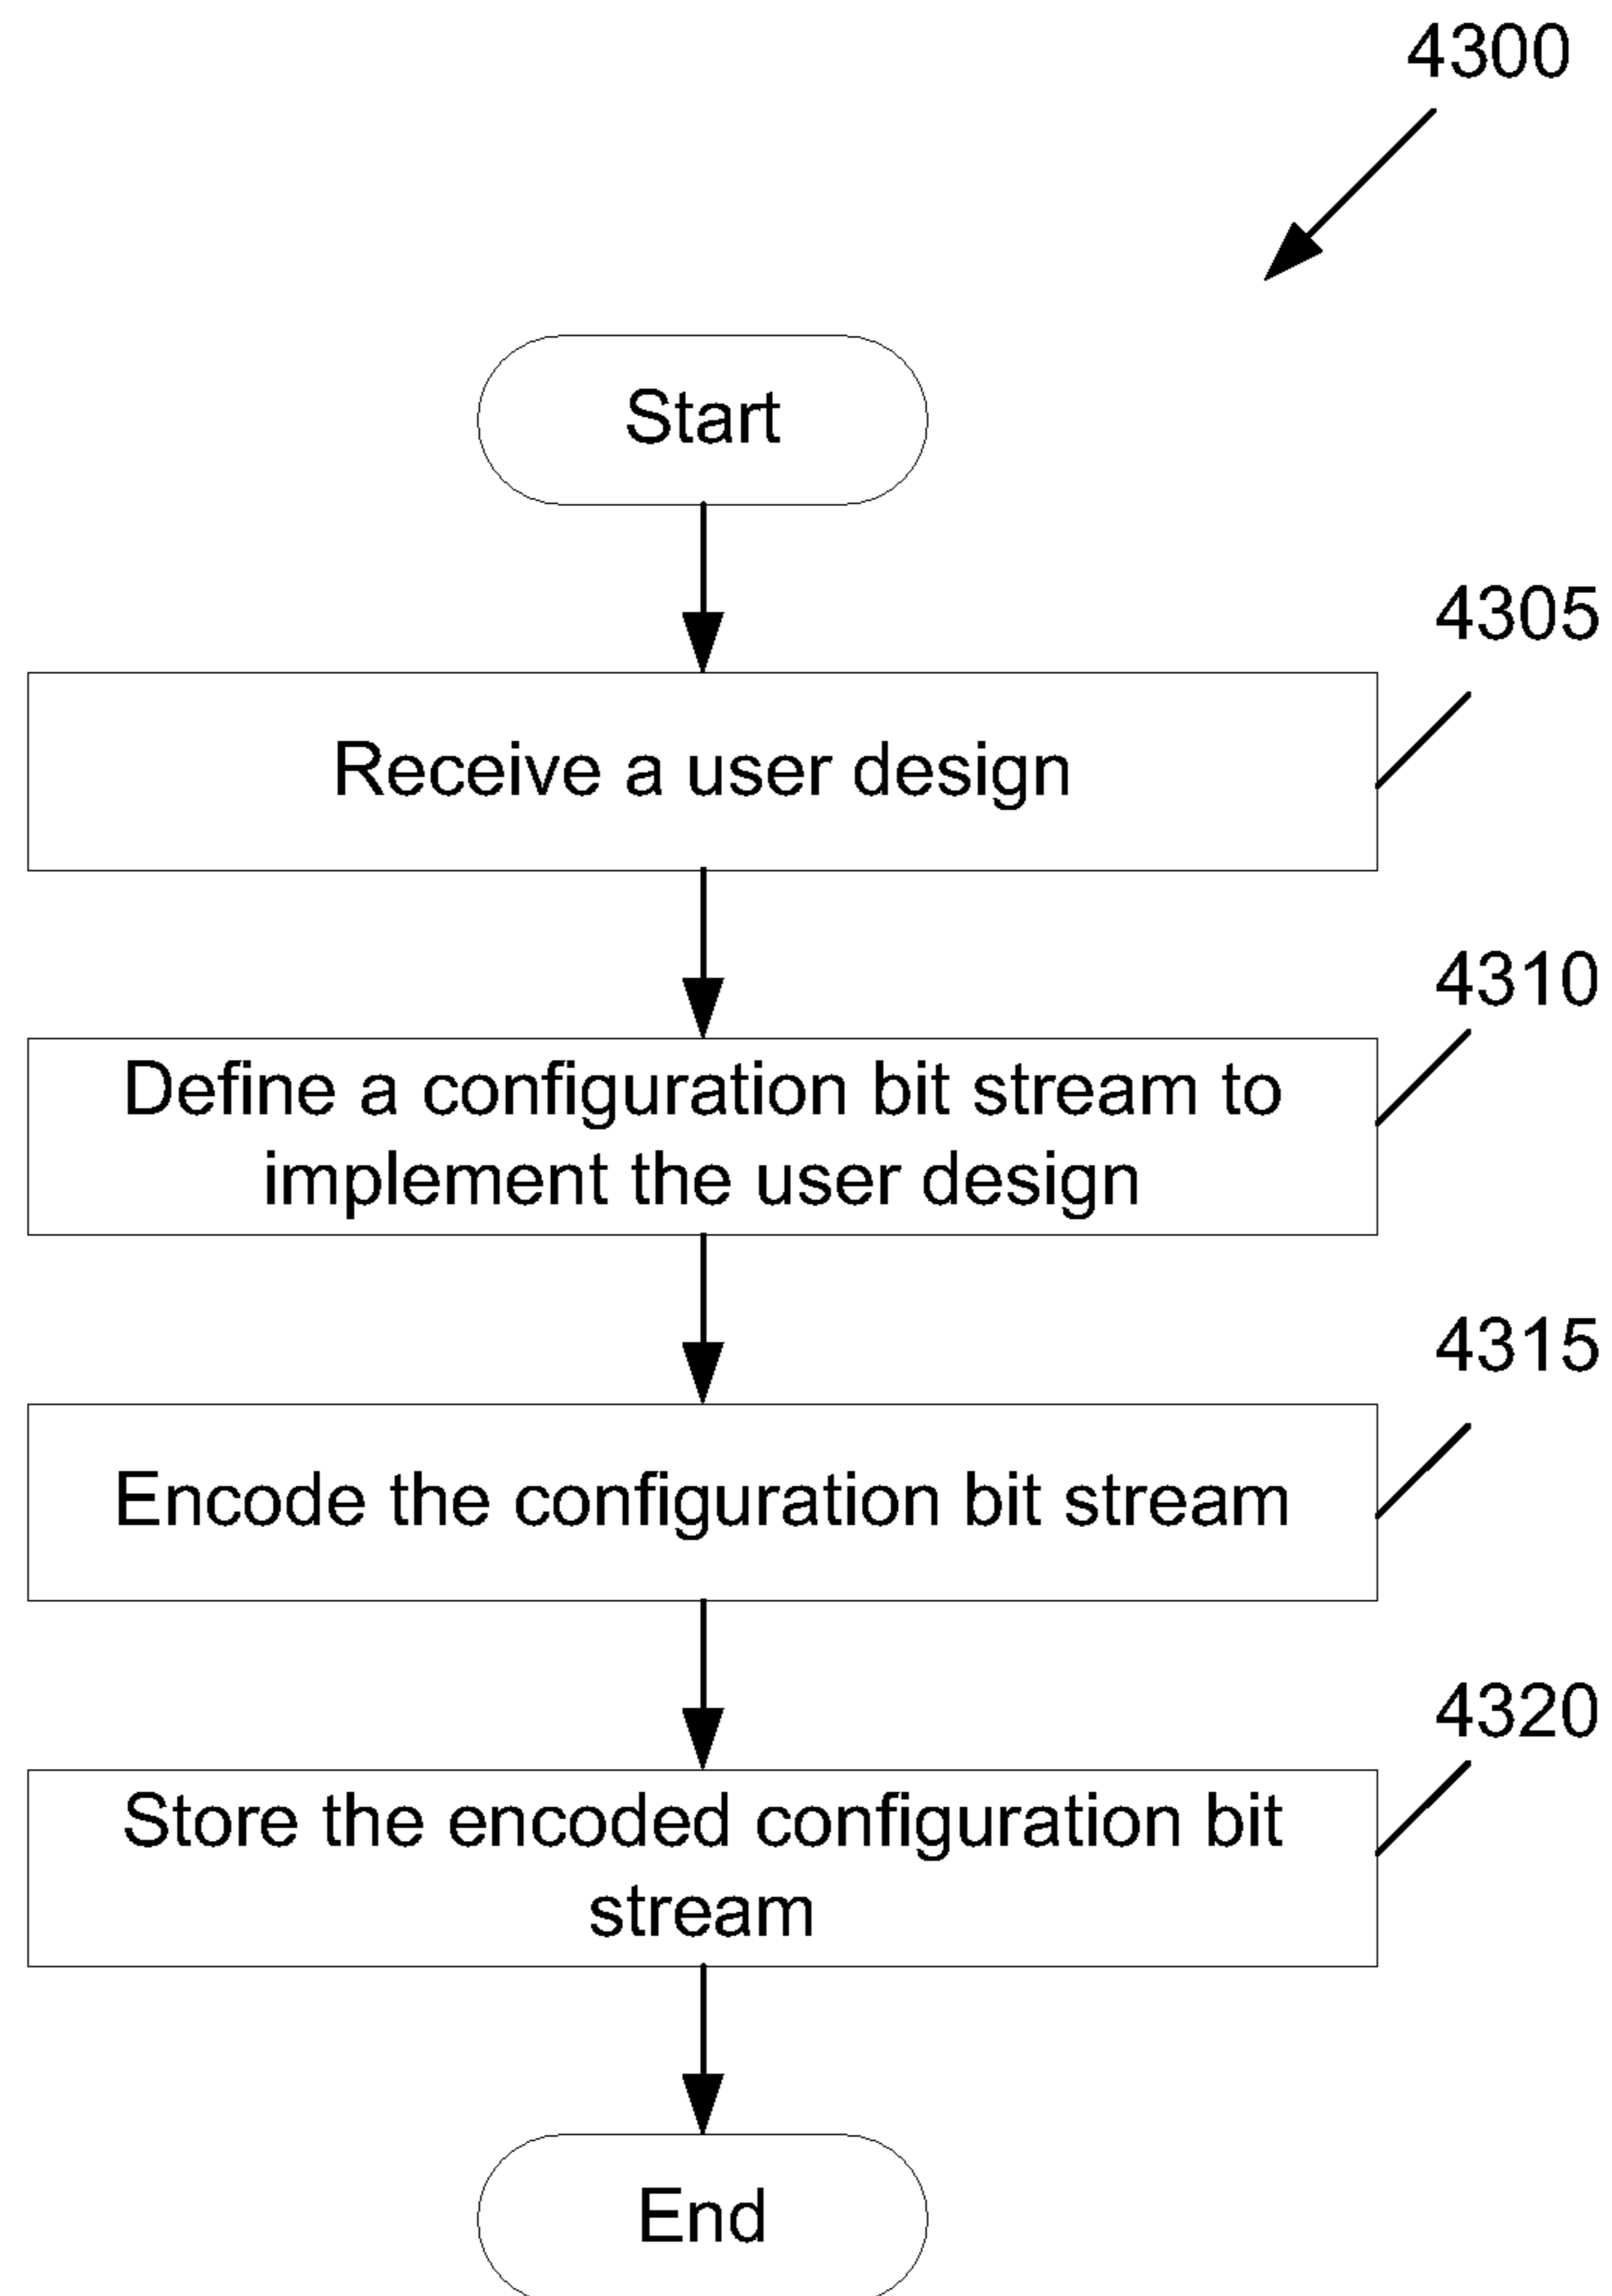 4300
Start
4305
Receive a user design
4310
Define a configuration bit stream to
implement the user design
4315
Encode the configuration bit stream
4320
Store the encoded configuration bit
stream
End